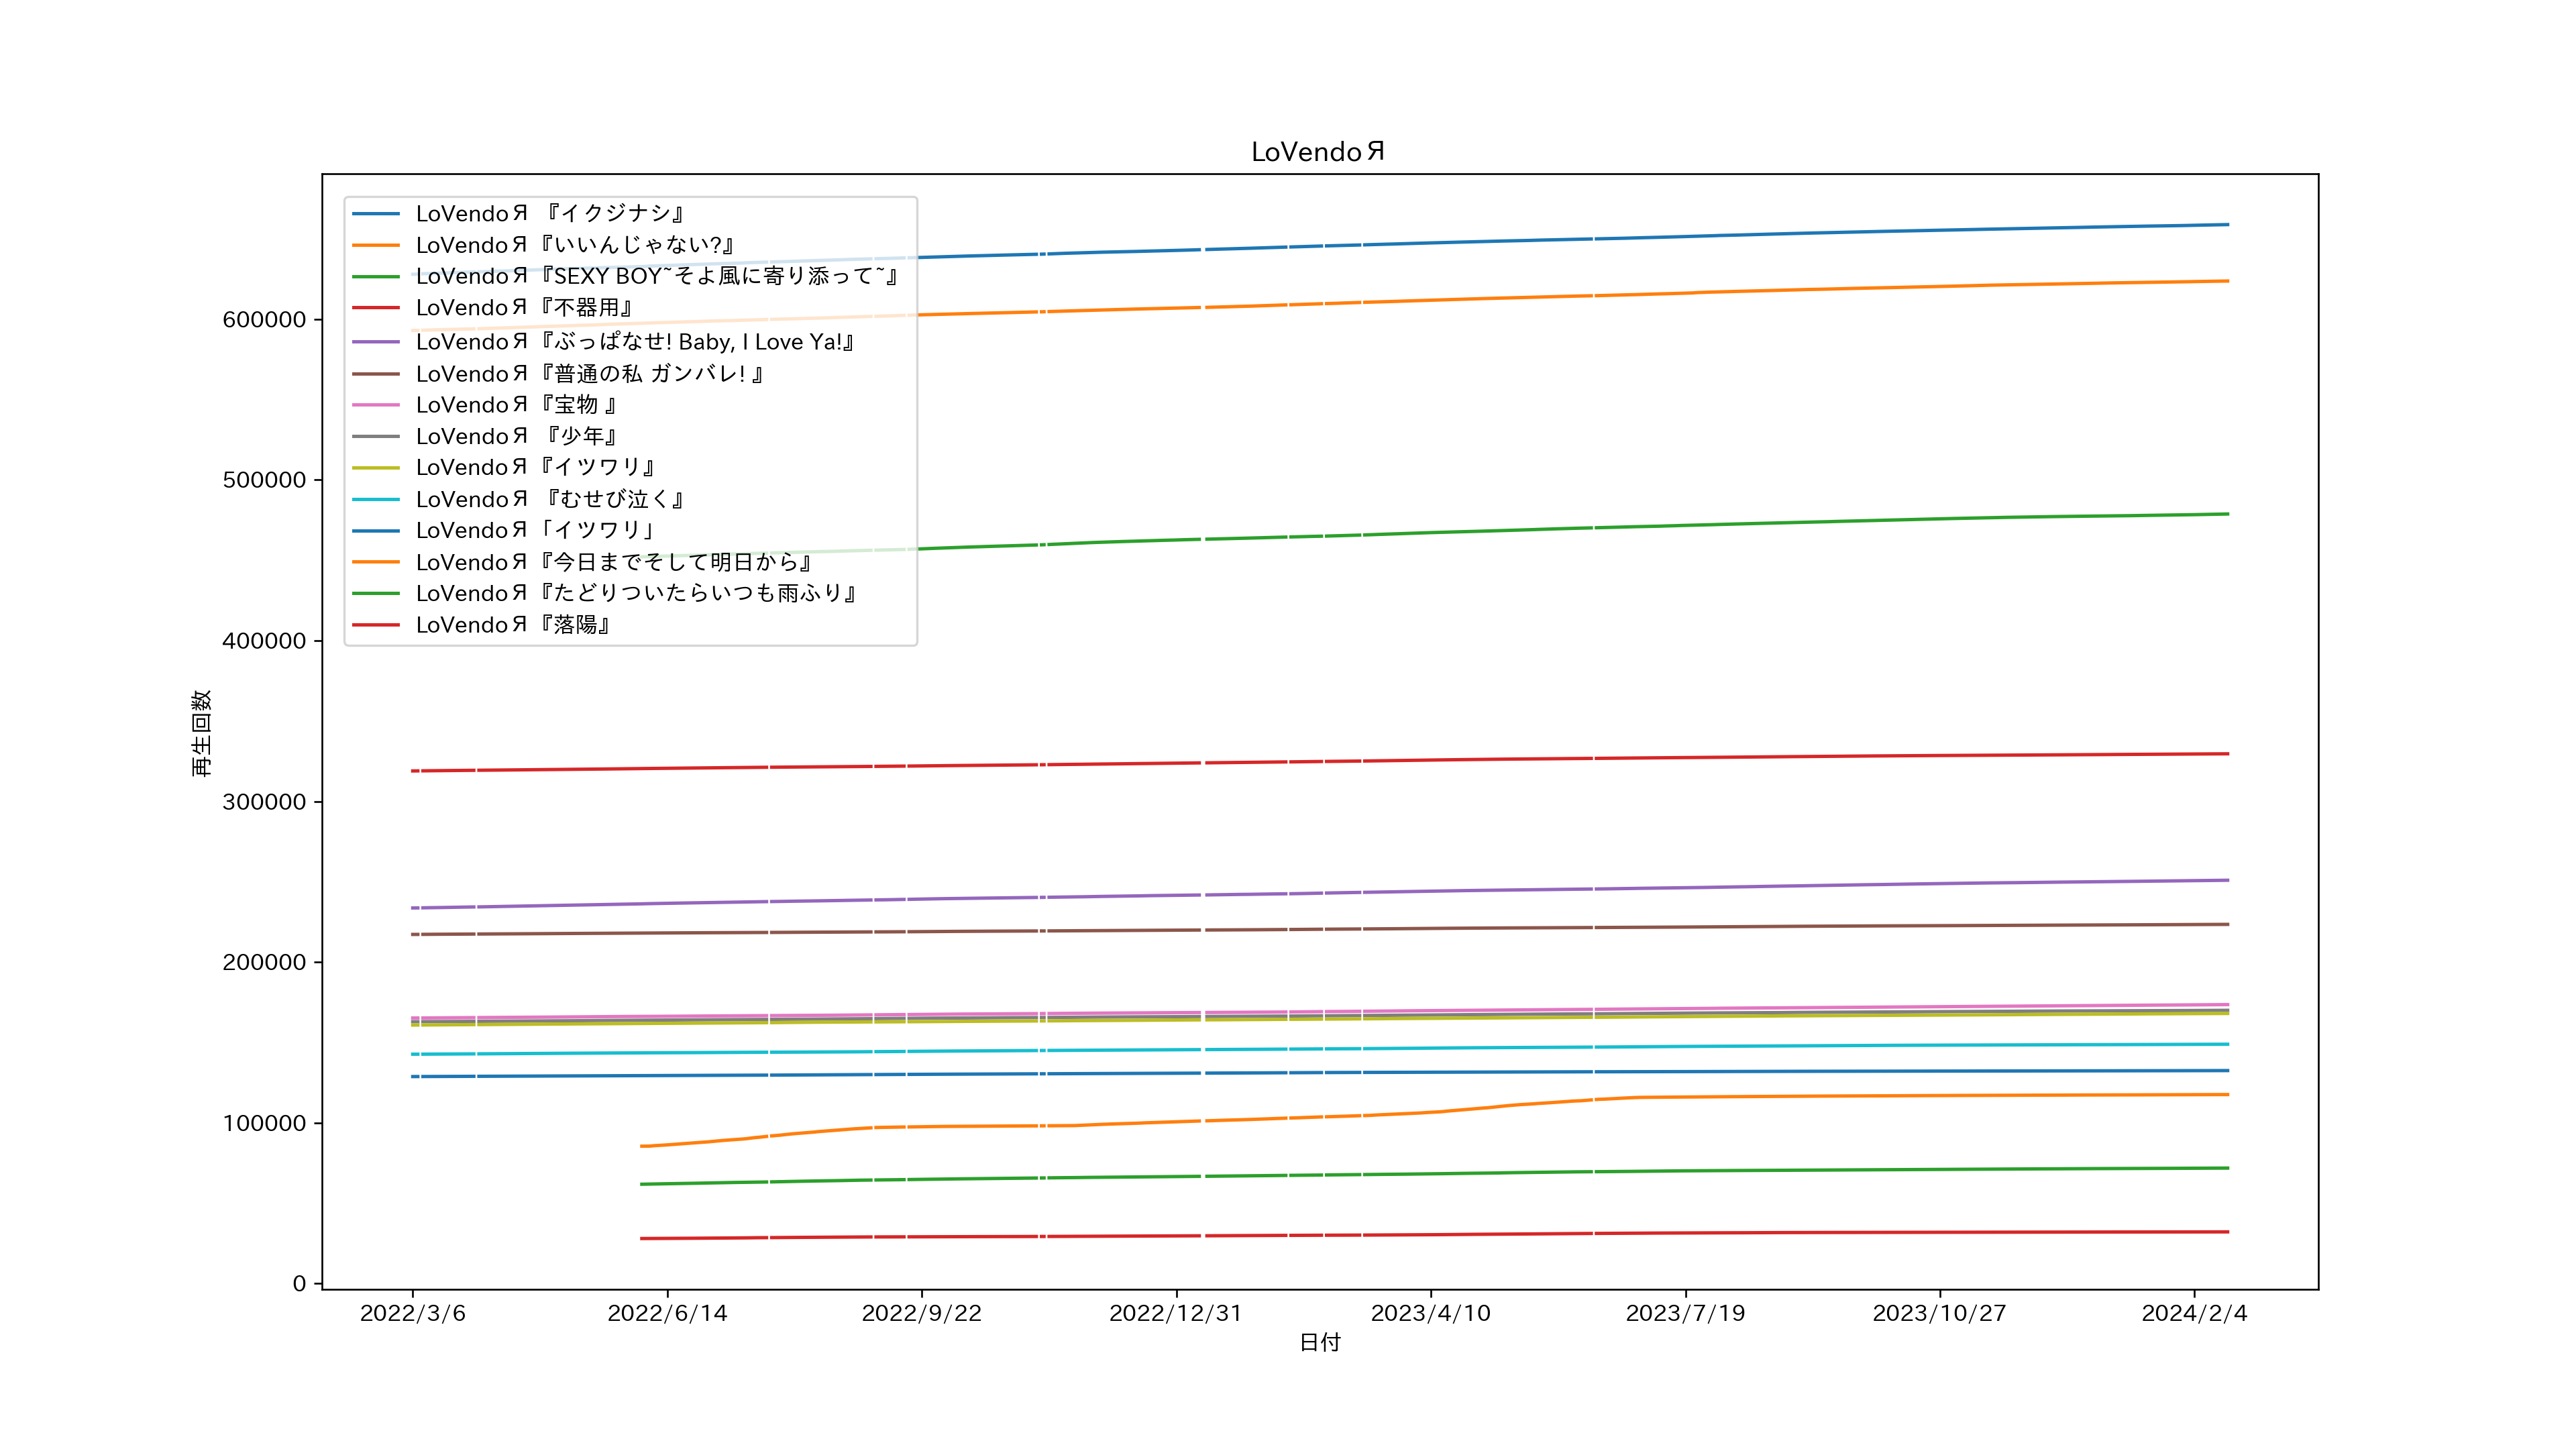 LoVendoЯ
LoVendoЯ 『イクジナシ』
LoVendoЯ『いいんじゃない?』
LoVendoЯ『SEXY BOY~そよ風に寄り添って~』
LoVendoЯ『不器用』
LoVendoЯ『ぶっぱなせ! Baby, I Love Ya!』
LoVendoЯ『普通の私 ガンバレ! 』
LoVendoЯ『宝物 』
LoVendoЯ 『少年』
LoVendoЯ『イツワリ』
LoVendoЯ 『むせび泣く』
LoVendoЯ「イツワリ」
LoVendoЯ『今日までそして明日から』
LoVendoЯ『たどりついたらいつも雨ふり』
LoVendoЯ『落陽』
再生回数
600000
500000
400000
300000
200000
100000
0
2022/3/6 2022/6/14 2022/9/22 2022/12/31 2023/4/10 2023/7/19 2023/10/27 2024/2/4
日付